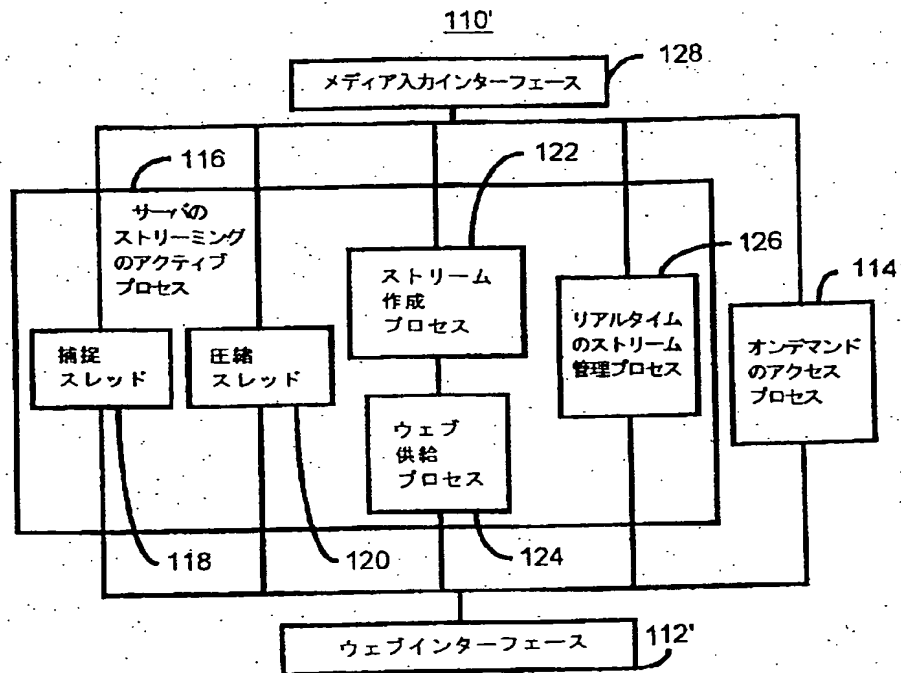 110'
メディア入力インターフェース
128
116
122
サーバの
ストリーミング
のアクティブ
プロセス
126
114
ストリーム
作成
プロセス
リアルタイム
のストリーム
管理プロセス
オンデマンド
のアクセス
プロセス
捕捉
スレッド
圧縮
スレッド
ウェブ
供給
プロセス
118
120
124
ウェブインターフェース
112'